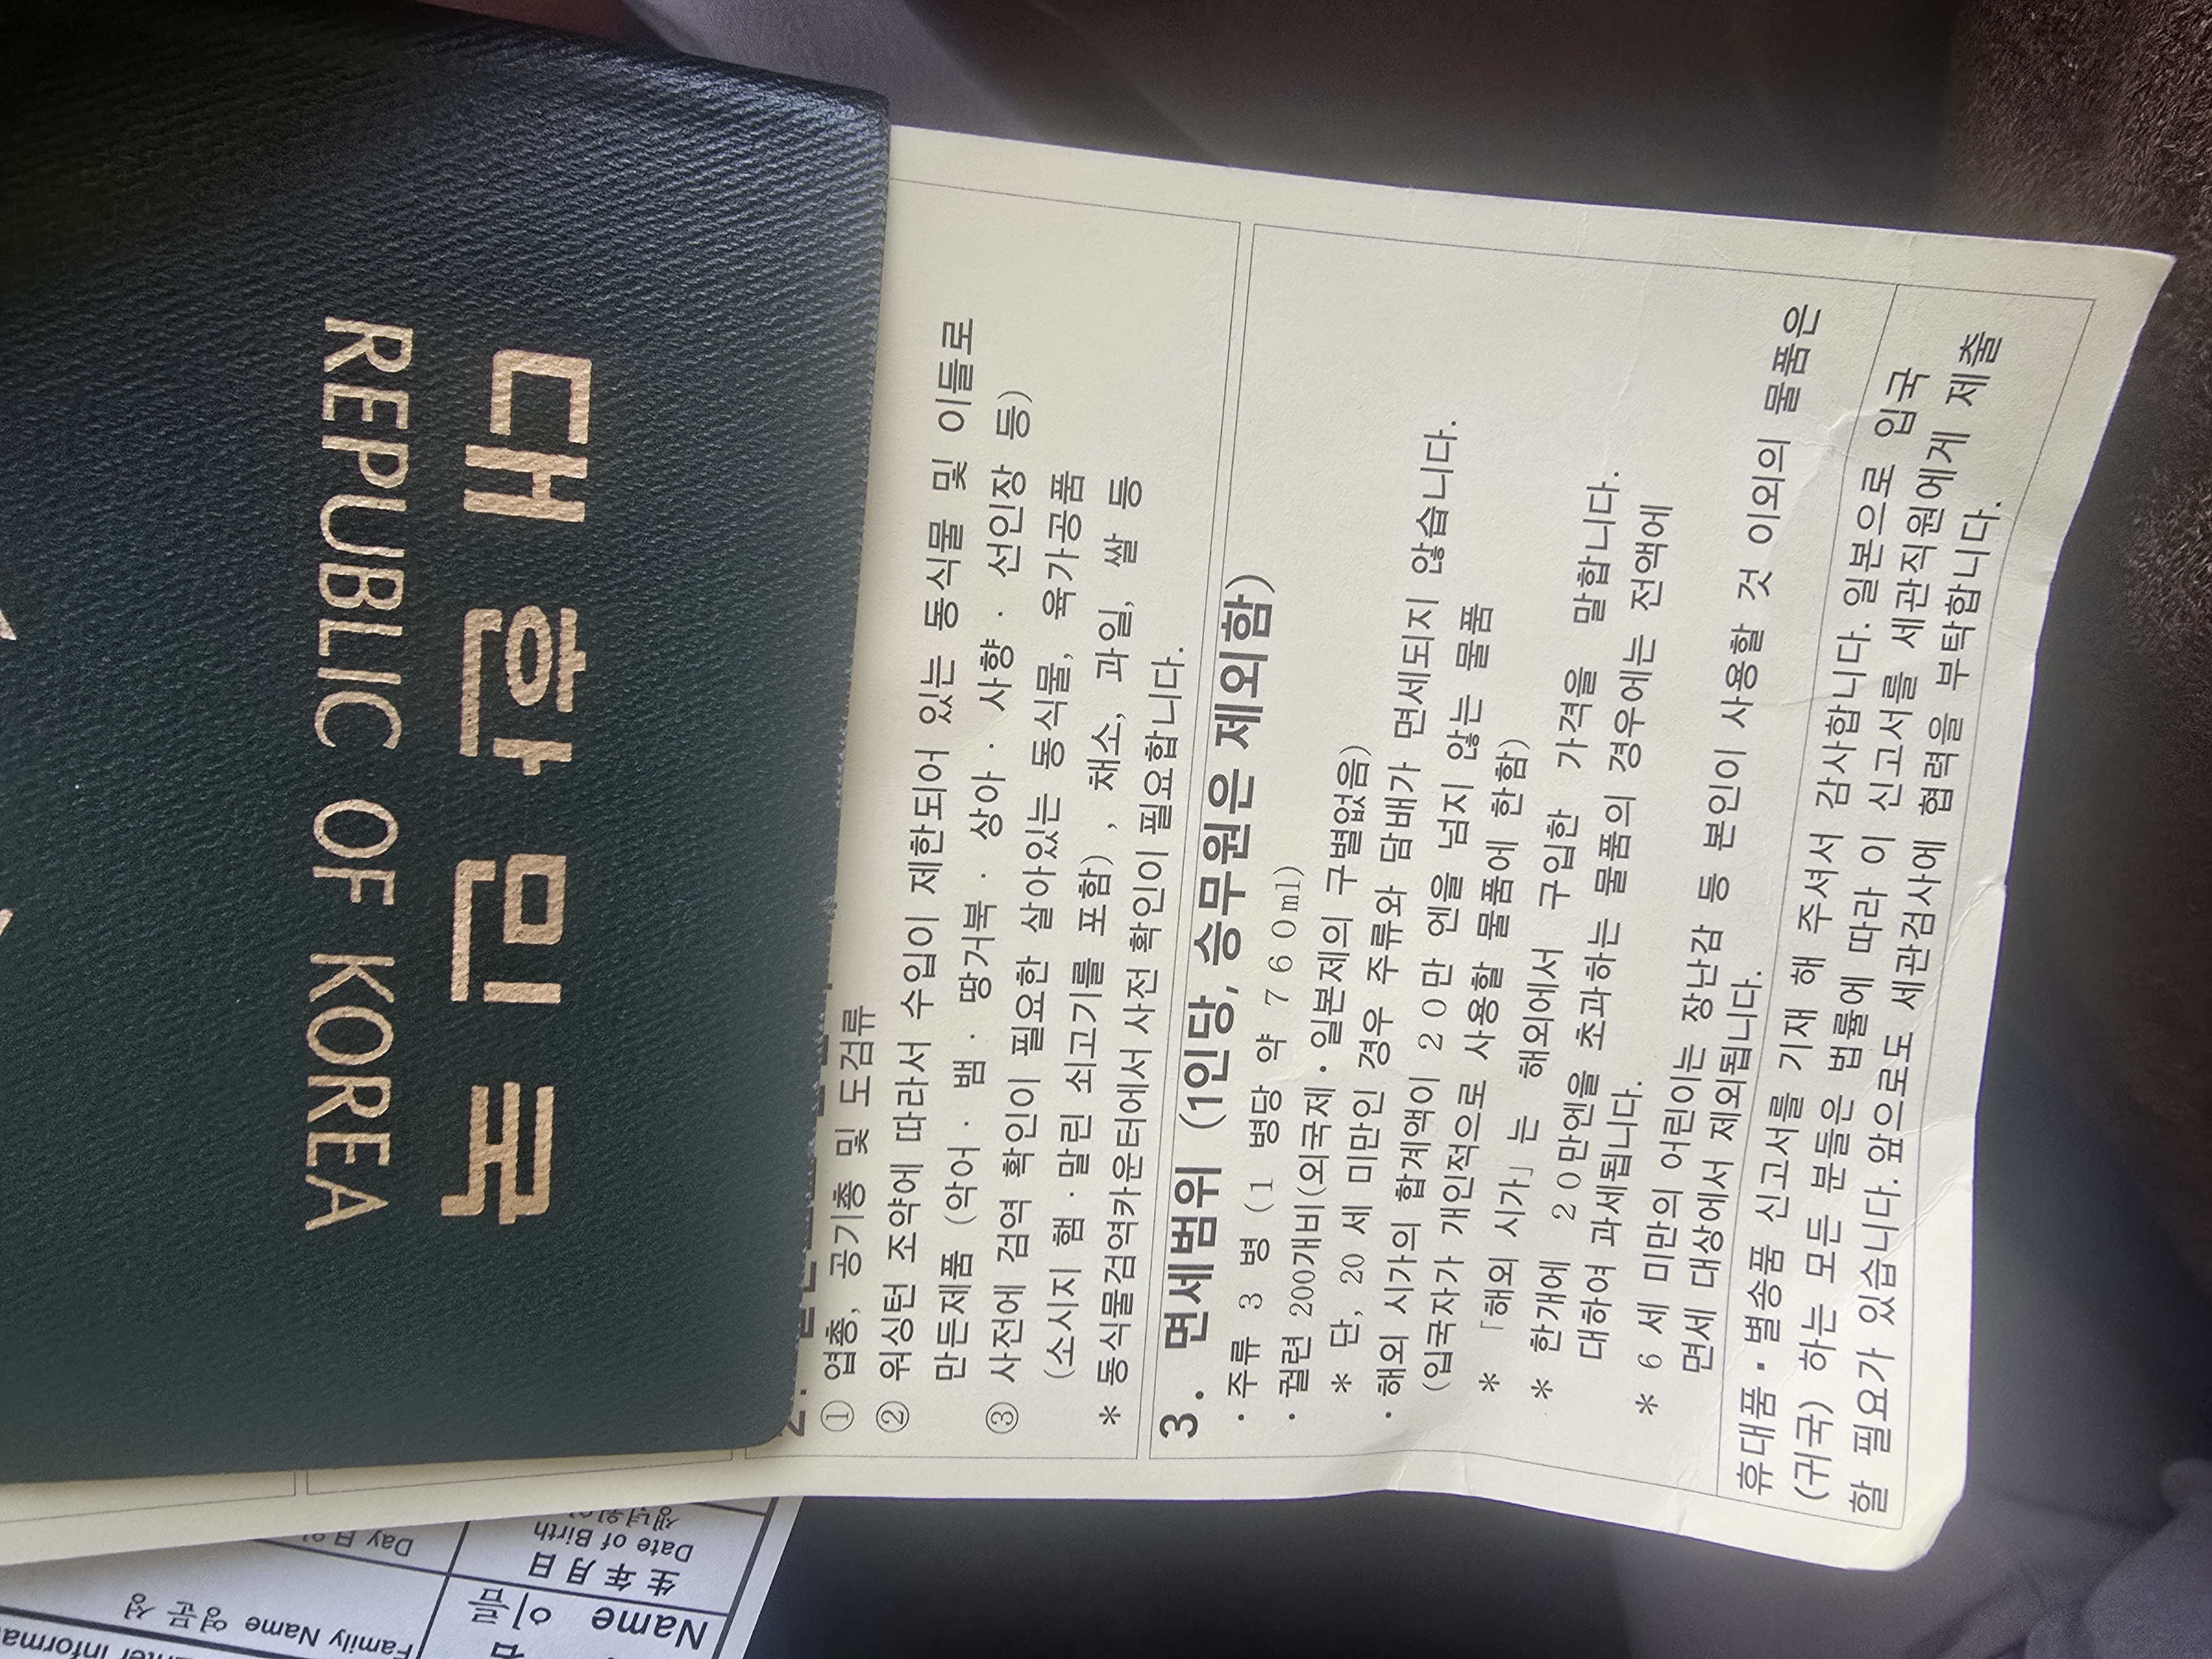 대한민국
REPUBLIC OF KOREA
① 엽총, 공기총 및 도검류
② 워싱턴 조약에 따라서 수입이 제한되어 있는 동식물 및 이들로
만든제품 (악어 · 뱀 · 땅거북 · 상아 · 사향 · 선인장 등)
③ 사전에 검역 확인이 필요한 살아있는 동식물, 육가공품
(소시지 햄 · 말린 쇠고기를 포함) , 채소, 과일, 쌀 등
* 동식물검역카운터에서 사전 확인이 필요합니다.
3. 면세범위 (1인당, 승무원은 제외함)
· 주류 3 병 (1 병당 약 760ml)
· 궐련 200개비(외국제 · 일본제의 구별없음)
* 단, 20 세 미만인 경우 주류와 담배가 면세되지 않습니다.
· 해외 시가의 합계액이 20만 엔을 넘지 않는 물품
(입국자가 개인적으로 사용할 물품에 한함)
* 「해외 시가」는 해외에서 구입한 가격을 말합니다.
* 한개에 20만엔을 초과하는 물품의 경우에는 전액에
대하여 과세됩니다.
* 6 세 미만의 어린이는 장난감 등 본인이 사용할 것 이외의 물품은
면세 대상에서 제외됩니다.
휴대품 · 별송품 신고서를 기재 해 주셔서 감사합니다. 일본으로 입국
(귀국) 하는 모든 분들은 법률에 따라 이 신고서를 세관직원에게 제출
할 필요가 있습니다. 앞으로도 세관검사에 협력을 부탁합니다.
Family Name 영문 성
Name 이름
生年月日
Date of Birth
Day 日